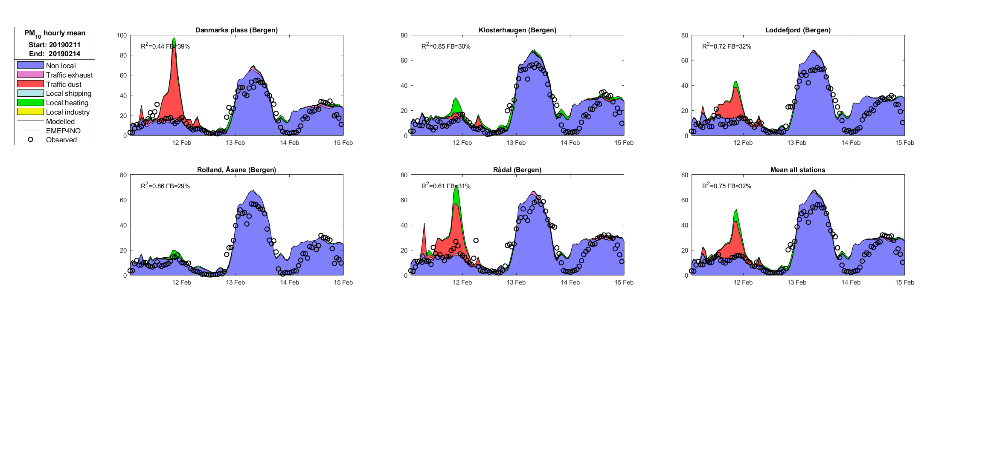 PM10 hourly mean
Start: 20190211
End: 20190214
Non local
Traffic exhaust
Traffic dust
Local shipping
Local heating
Local industry
Modelled
EMEP4NO
Observed
Danmarks plass (Bergen)
R2=0.44 FB=39%
100
80
60
40
20
0
12 Feb
13 Feb
14 Feb
15 Feb
Klosterhaugen (Bergen)
R2=0.85 FB=30%
80
60
40
20
0
12 Feb
13 Feb
14 Feb
15 Feb
Loddefjord (Bergen)
R2=0.72 FB=32%
80
60
40
20
0
12 Feb
13 Feb
14 Feb
15 Feb
Rolland, Åsane (Bergen)
R2=0.86 FB=29%
80
60
40
20
0
12 Feb
13 Feb
14 Feb
15 Feb
Rådal (Bergen)
R2=0.61 FB=31%
80
60
40
20
0
12 Feb
13 Feb
14 Feb
15 Feb
Mean all stations
R2=0.75 FB=32%
80
60
40
20
0
12 Feb
13 Feb
14 Feb
15 Feb